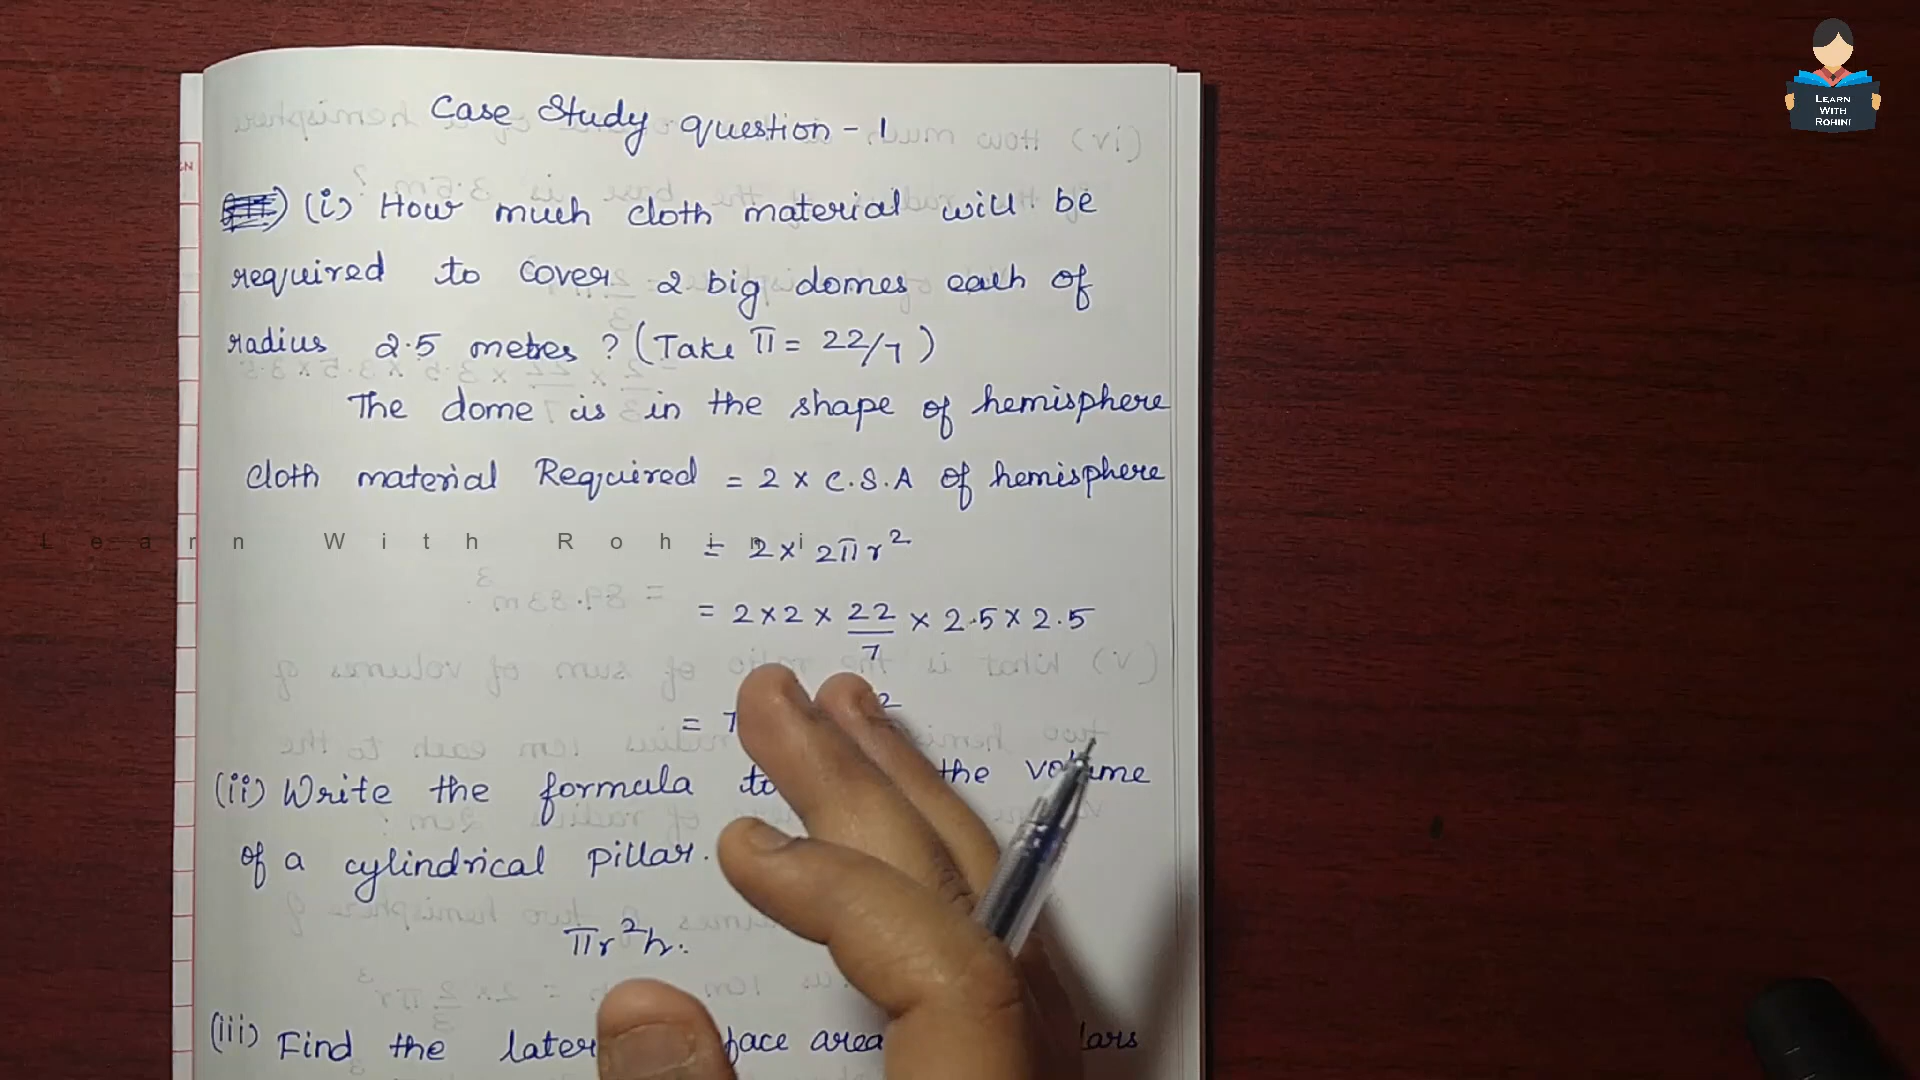 Case Study question - 1
(i) How much cloth material will be
required to cover 2 big domes each of
radius 2.5 metres ? (Take π = 22/7)
The dome is in the shape of hemisphere
Cloth material Required = 2 × C.S.A of hemisphere
= 2 × 2πr²
= 2 × 2 × 22/7 × 2.5 × 2.5
= 7
(ii) Write the formula to the volume
of a cylindrical pillar.
πr²h.
(iii) Find the area
Learn With Rohini
LEARN
WITH
ROHINI